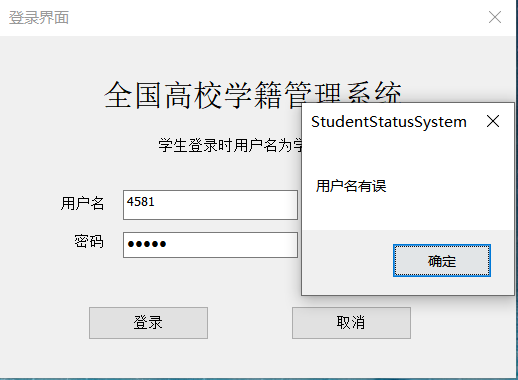 登录界面
全国高校学籍管理系统
StudentStatusSystem
学生登录时用户名为
用户名有误
用户名
4581
密码
●●●●●
确定
登录
取消